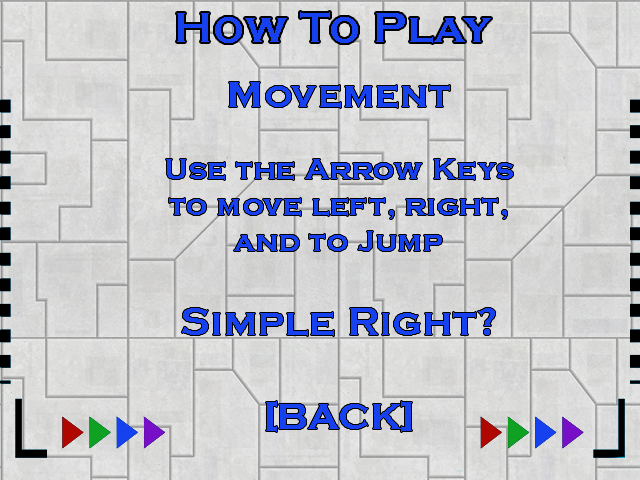 How To Play
Movement
Use the Arrow Keys
to move left, right,
and to Jump
Simple Right?
[BACK]